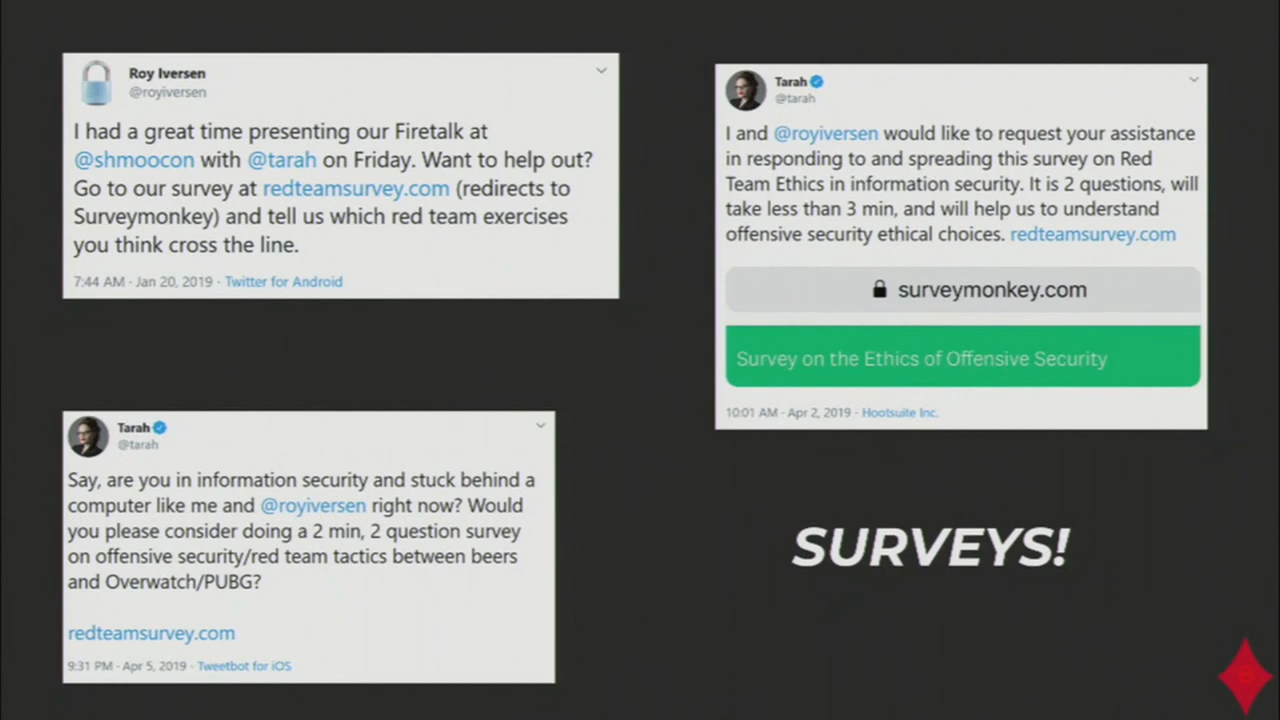 Roy Iversen
@royiversen
I had a great time presenting our Firetalk at
@shmoocon with @tarah on Friday. Want to help out?
Go to our survey at redteamsurvey.com (redirects to
Surveymonkey) and tell us which red team exercises
you think cross the line.
7:44 AM · Jan 20, 2019 · Twitter for Android
Tarah
@tarah
I and @royiversen would like to request your assistance
in responding to and spreading this survey on Red
Team Ethics in information security. It is 2 questions, will
take less than 3 min, and will help us to understand
offensive security ethical choices. redteamsurvey.com
surveymonkey.com
Survey on the Ethics of Offensive Security
10:01 AM · Apr 2, 2019 · Hootsuite Inc.
Tarah
@tarah
Say, are you in information security and stuck behind a
computer like me and @royiversen right now? Would
you please consider doing a 2 min, 2 question survey
on offensive security/red team tactics between beers
and Overwatch/PUBG?
redteamsurvey.com
9:31 PM · Apr 5, 2019 · Tweetbot for iOS
SURVEYS!